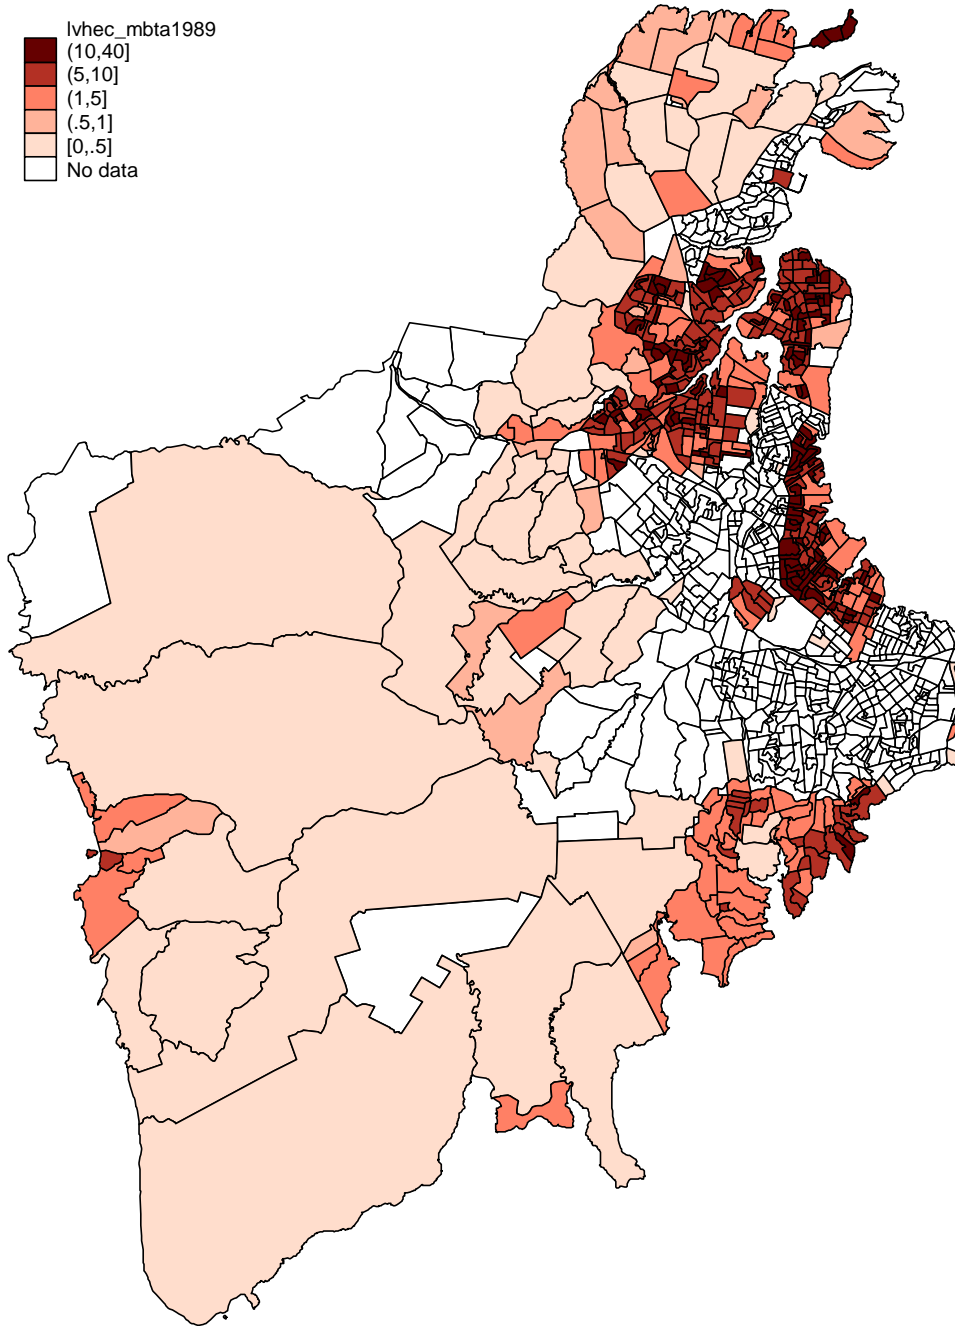 lvhec_mbta1989
(10,40]
(5,10]
(1,5]
(.5,1]
[0,.5]
No data